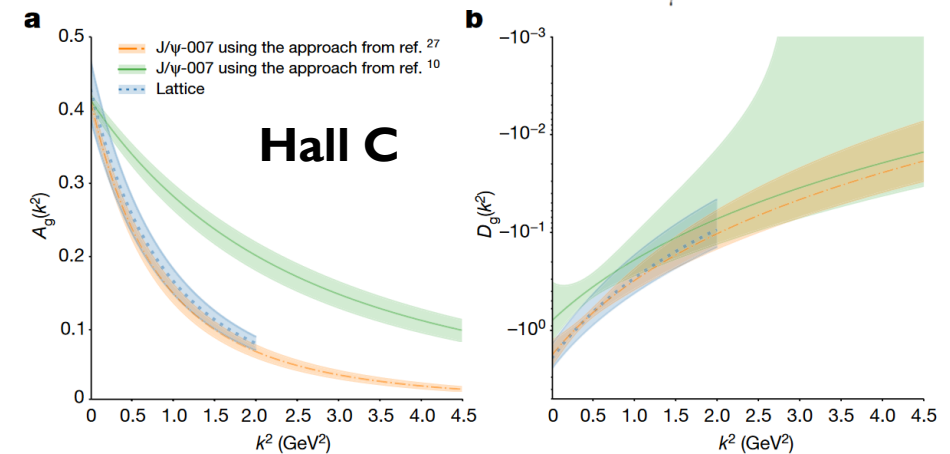 a
0.5
0.4
0.3
0.2
0.1
0
A_g(k²)
J/ψ-007 using the approach from ref. ²⁷
J/ψ-007 using the approach from ref. ¹⁰
Lattice
Hall C
0 0.5 1.0 1.5 2.0 2.5 3.0 3.5 4.0 4.5
k² (GeV²)
b
−10⁻³
−10⁻²
−10⁻¹
−10⁰
D_g(k²)
0 0.5 1.0 1.5 2.0 2.5 3.0 3.5 4.0 4.5
k² (GeV²)